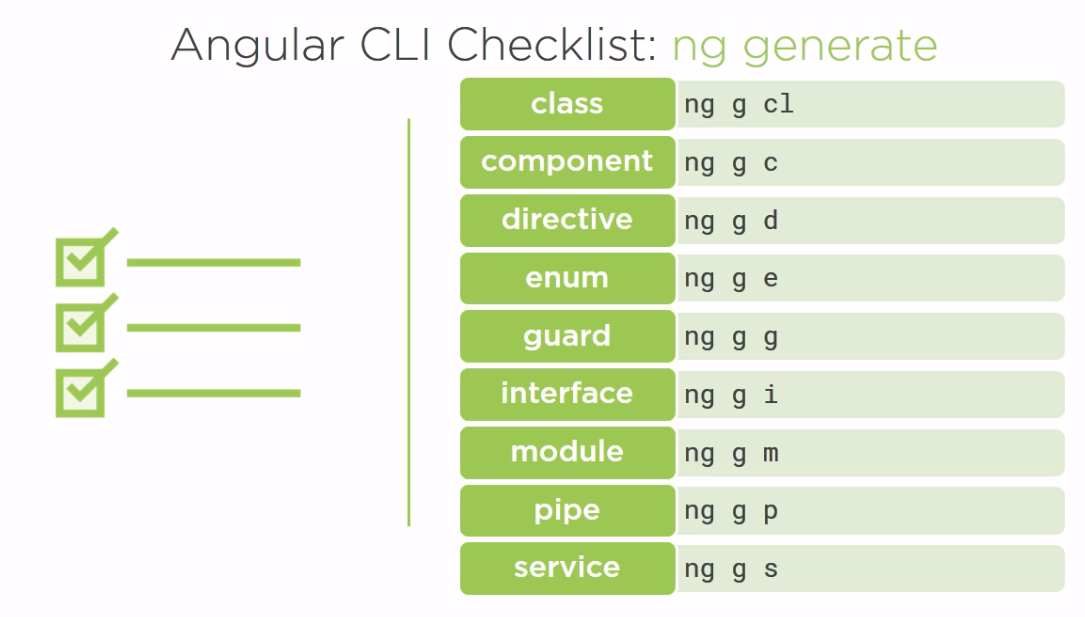 Angular CLI Checklist: ng generate
class ng g cl
component ng g c
directive ng g d
enum ng g e
guard ng g g
interface ng g i
module ng g m
pipe ng g p
service ng g s